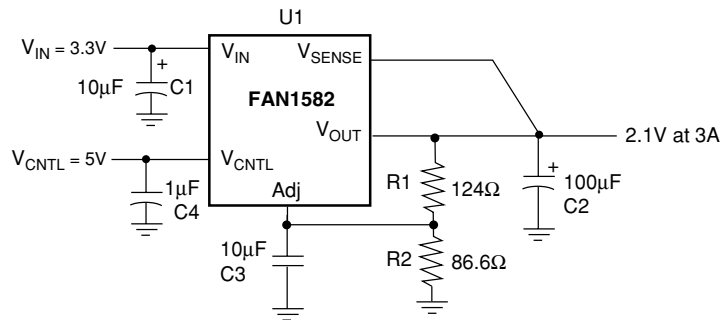 U1
V_IN = 3.3V
V_IN
V_SENSE
10µF
+
C1
FAN1582
V_OUT
2.1V at 3A
V_CNTL = 5V
V_CNTL
1µF
C4
Adj
R1
124Ω
+
100µF
C2
10µF
C3
R2
86.6Ω